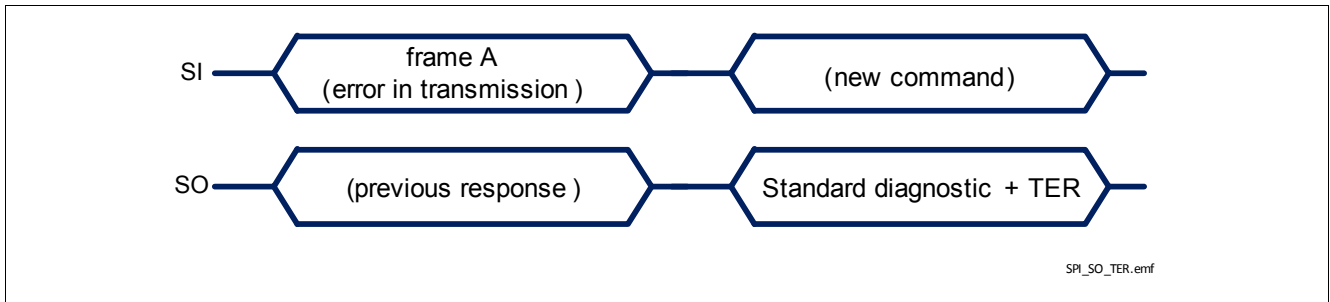 SI
frame A
(error in transmission )
(new command)
SO
(previous response )
Standard diagnostic + TER
SPI_SO_TER.emf